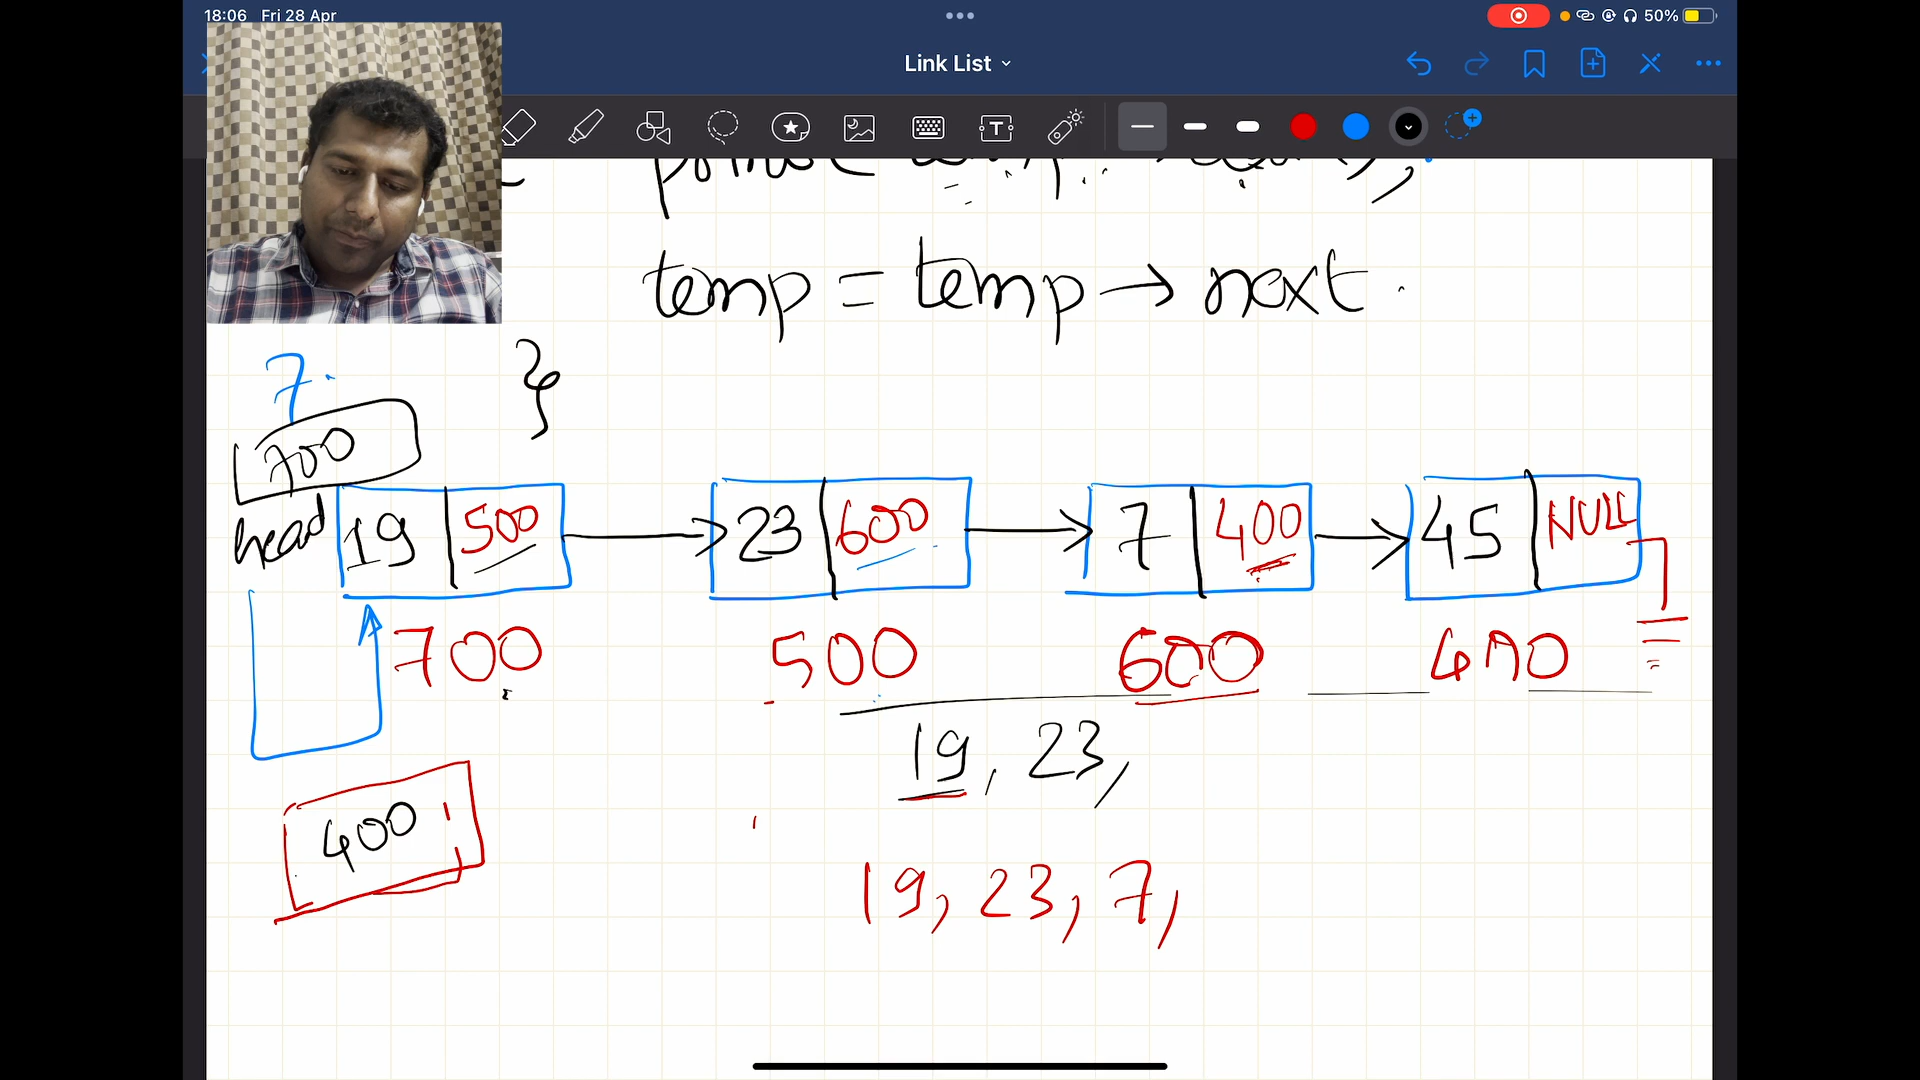 18:06 Fri 28 Apr
50%
Link List
T
temp = temp → next
}
7
700
head
19 500
23 600
7 400
45 NULL
700
500
600
400
19, 23,
400
19, 23, 7,